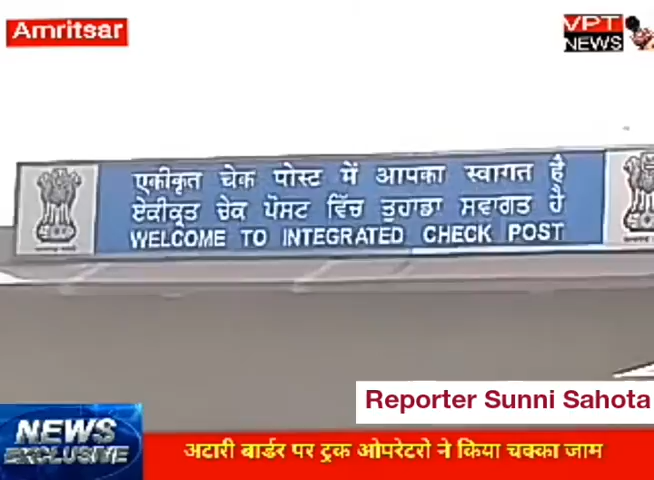 Amritsar
VPT
NEWS
एकीकृत चेक पोस्ट में आपका स्वागत है
ਏਕੀਕ੍ਰਤ ਚੇਕ ਪੋਸਟ ਵਿੱਚ ਤੁਹਾਡਾ ਸਵਾਗਤ ਹੈ
WELCOME TO INTEGRATED CHECK POST
Reporter Sunni Sahota
NEWS
EXCLUSIVE
अटारी बार्डर पर ट्रक ओपरेटरो ने किया चक्का जाम